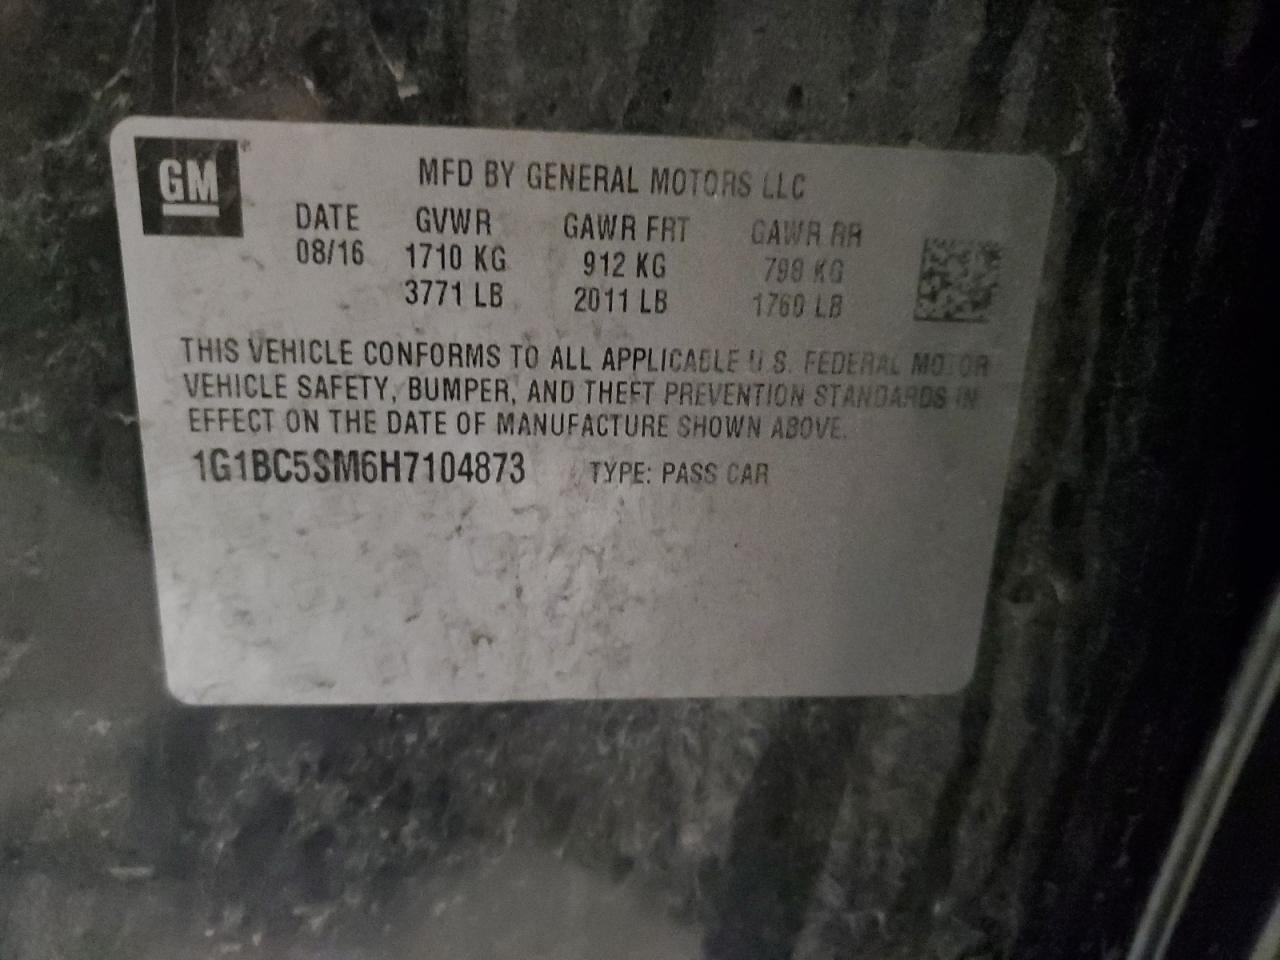 GM
MFD BY GENERAL MOTORS LLC
DATE GVWR GAWR FRT GAWR RR
08/16 1710 KG 912 KG 798 KG
3771 LB 2011 LB 1760 LB
THIS VEHICLE CONFORMS TO ALL APPLICABLE U.S. FEDERAL MOTOR
VEHICLE SAFETY, BUMPER, AND THEFT PREVENTION STANDARDS IN
EFFECT ON THE DATE OF MANUFACTURE SHOWN ABOVE.
1G1BC5SM6H7104873 TYPE: PASS CAR